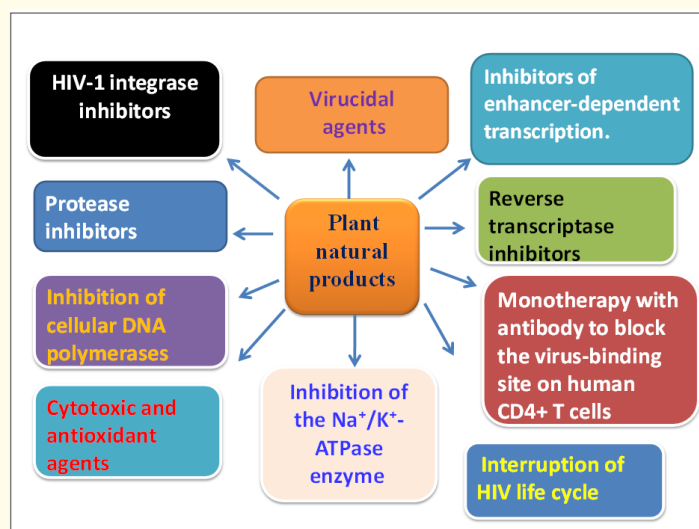 HIV-1 integrase
inhibitors
Virucidal
agents
Inhibitors of
enhancer-dependent
transcription.
Protease
inhibitors
Plant
natural
products
Reverse
transcriptase
inhibitors
Inhibition of
cellular DNA
polymerases
Monotherapy with
antibody to block
the virus-binding
site on human
CD4+ T cells
Cytotoxic and
antioxidant
agents
Inhibition of
the Na⁺/K⁺-
ATPase
enzyme
Interruption of
HIV life cycle